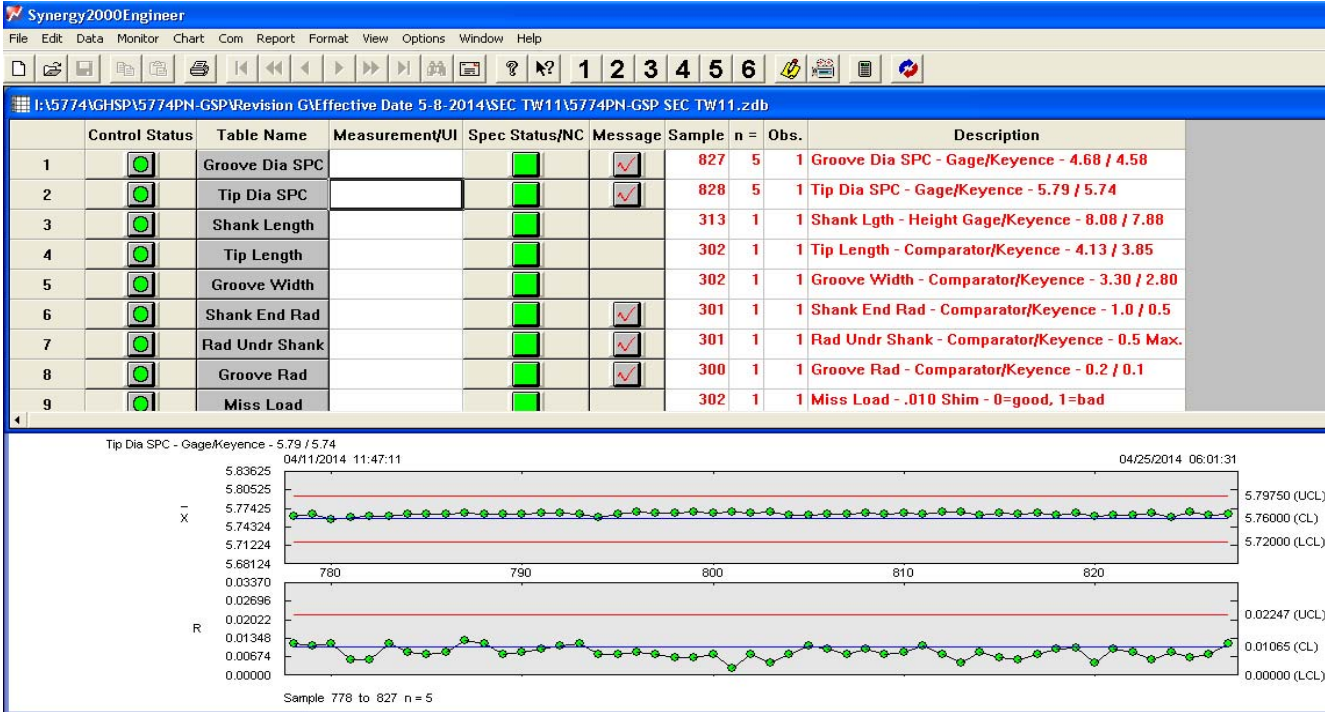 Synergy2000Engineer
File Edit Data Monitor Chart Com Report Format View Options Window Help
1 2 3 4 5 6
I:\5774\GHSP\5774PN-GSP\Revision G\Effective Date 5-8-2014\SEC TW11\5774PN-GSP SEC TW11.zdb
Control Status Table Name Measurement/UI Spec Status/NC Message Sample n = Obs. Description
1 Groove Dia SPC 827 5 1 Groove Dia SPC - Gage/Keyence - 4.68 / 4.58
2 Tip Dia SPC 828 5 1 Tip Dia SPC - Gage/Keyence - 5.79 / 5.74
3 Shank Length 313 1 1 Shank Lgth - Height Gage/Keyence - 8.08 / 7.88
4 Tip Length 302 1 1 Tip Length - Comparator/Keyence - 4.13 / 3.85
5 Groove Width 302 1 1 Groove Width - Comparator/Keyence - 3.30 / 2.80
6 Shank End Rad 301 1 1 Shank End Rad - Comparator/Keyence - 1.0 / 0.5
7 Rad Undr Shank 301 1 1 Rad Undr Shank - Comparator/Keyence - 0.5 Max.
8 Groove Rad 300 1 1 Groove Rad - Comparator/Keyence - 0.2 / 0.1
9 Miss Load 302 1 1 Miss Load - .010 Shim - 0=good, 1=bad
Tip Dia SPC - Gage/Keyence - 5.79 / 5.74
04/11/2014 11:47:11 04/25/2014 06:01:31
5.83625
5.80525
5.79750 (UCL)
5.77425
X
5.76000 (CL)
5.74324
5.71224
5.72000 (LCL)
5.68124
780 790 800 810 820
0.03370
0.02696
0.02247 (UCL)
0.02022
R
0.01348
0.01065 (CL)
0.00674
0.00000
0.00000 (LCL)
Sample 778 to 827 n = 5